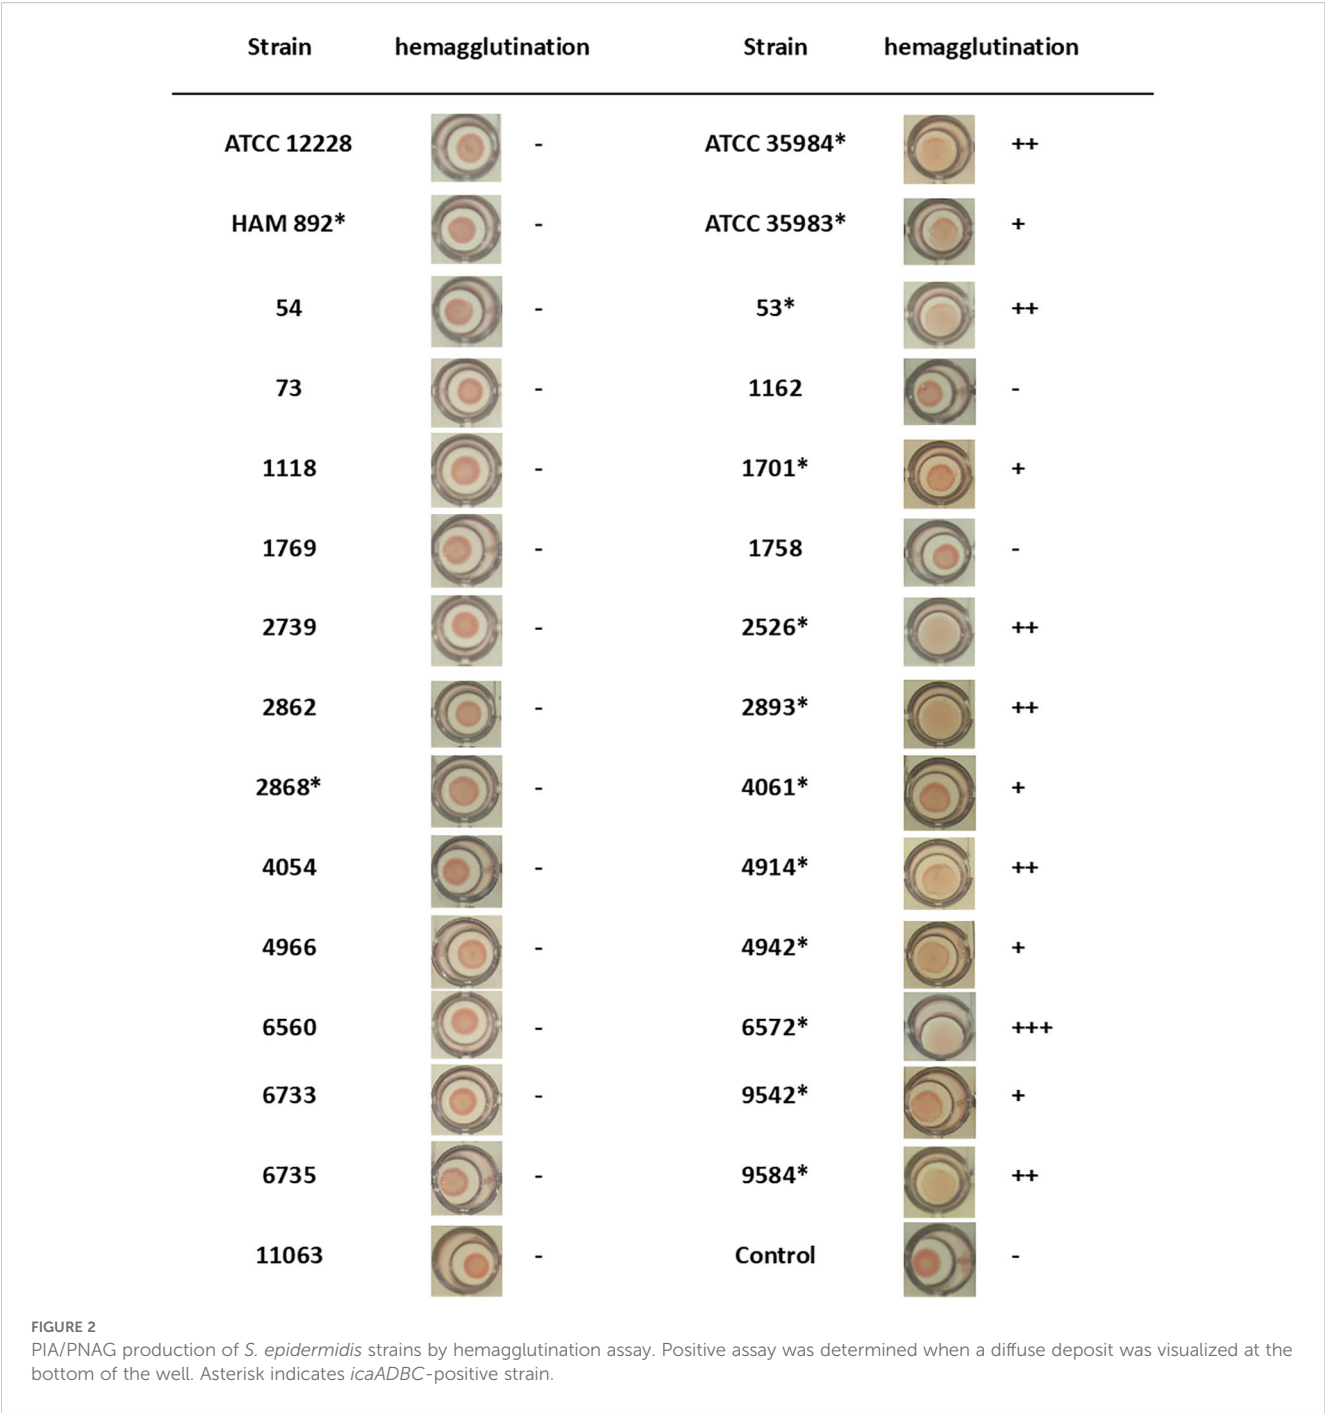 Strain hemagglutination Strain hemagglutination
ATCC 12228 - ATCC 35984* ++
HAM 892* - ATCC 35983* +
54 - 53* ++
73 - 1162 -
1118 - 1701* +
1769 - 1758 -
2739 - 2526* ++
2862 - 2893* ++
2868* - 4061* +
4054 - 4914* ++
4966 - 4942* +
6560 - 6572* +++
6733 - 9542* +
6735 - 9584* ++
11063 - Control -
FIGURE 2
PIA/PNAG production of S. epidermidis strains by hemagglutination assay. Positive assay was determined when a diffuse deposit was visualized at the
bottom of the well. Asterisk indicates icaADBC-positive strain.